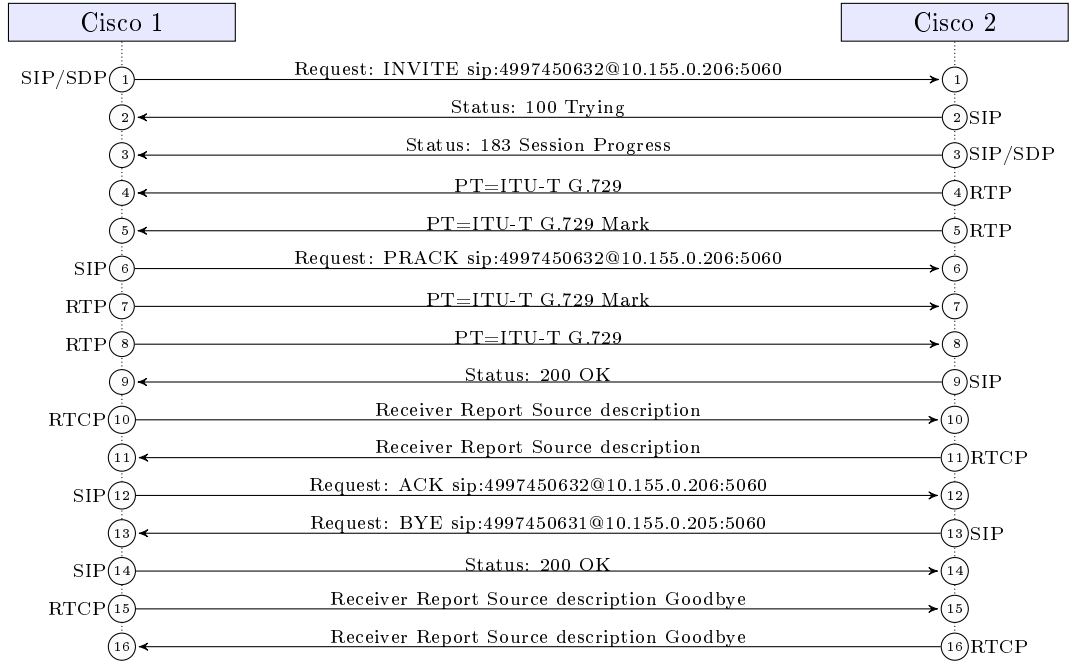 Cisco 1 Cisco 2
SIP/SDP 1 Request: INVITE sip:4997450632@10.155.0.206:5060 1
2 Status: 100 Trying 2 SIP
3 Status: 183 Session Progress 3 SIP/SDP
4 PT=ITU-T G.729 4 RTP
5 PT=ITU-T G.729 Mark 5 RTP
SIP 6 Request: PRACK sip:4997450632@10.155.0.206:5060 6
RTP 7 PT=ITU-T G.729 Mark 7
RTP 8 PT=ITU-T G.729 8
9 Status: 200 OK 9 SIP
RTCP 10 Receiver Report Source description 10
11 Receiver Report Source description 11 RTCP
SIP 12 Request: ACK sip:4997450632@10.155.0.206:5060 12
13 Request: BYE sip:4997450631@10.155.0.205:5060 13 SIP
SIP 14 Status: 200 OK 14
RTCP 15 Receiver Report Source description Goodbye 15
16 Receiver Report Source description Goodbye 16 RTCP